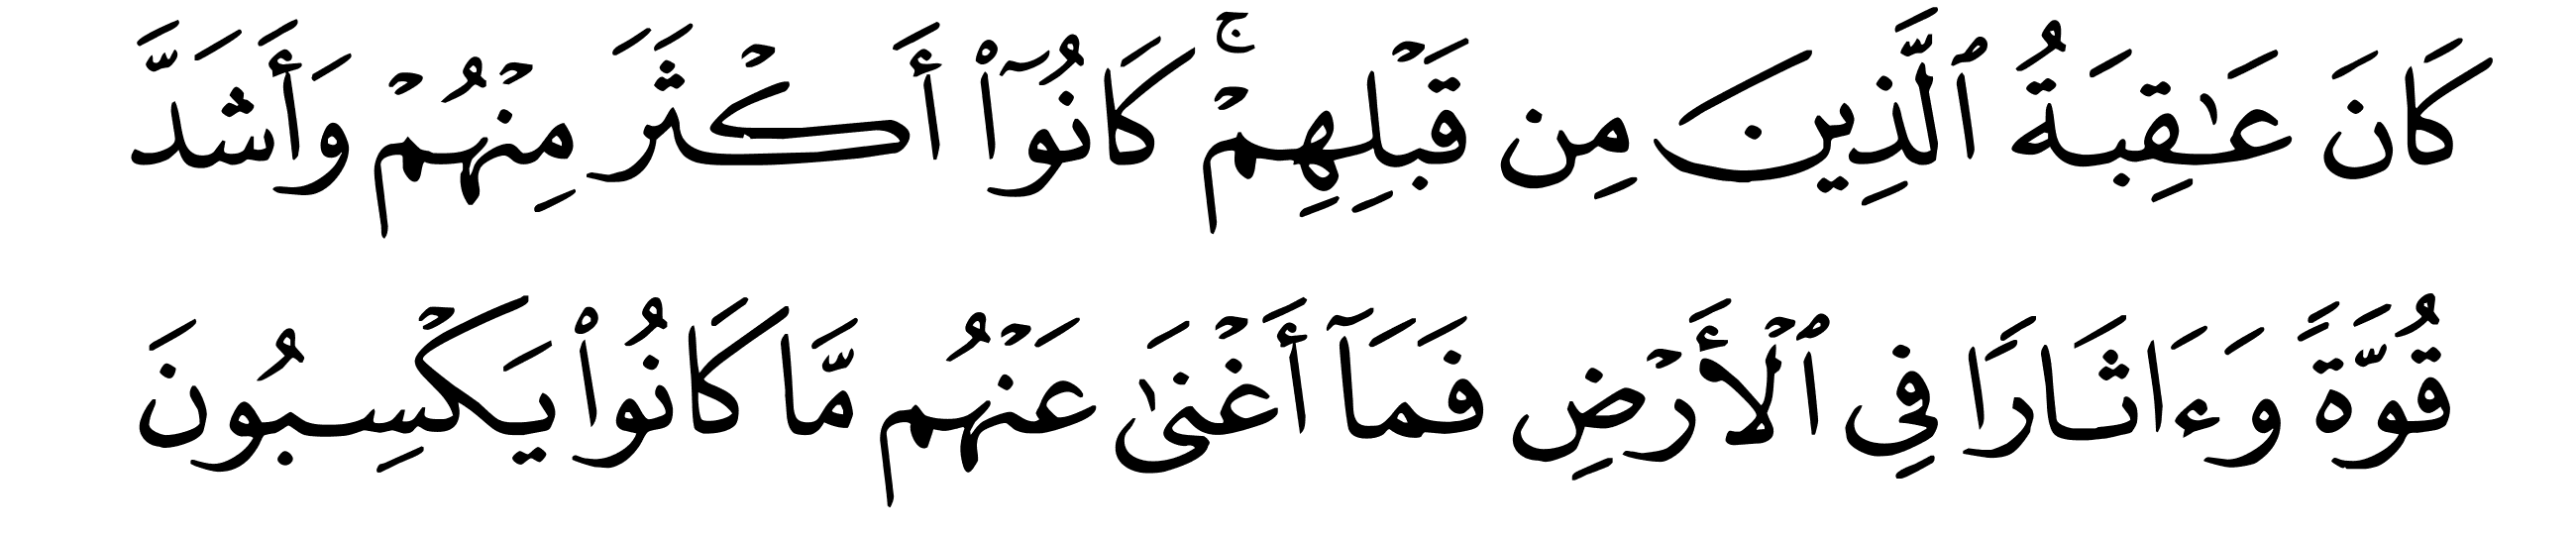 كَانَ عَٰقِبَةُ ٱلَّذِينَ مِن قَبْلِهِمْۚ كَانُوٓا۟ أَكْثَرَ مِنْهُمْ وَأَشَدَّ
قُوَّةً وَءَاثَارًا فِي ٱلْأَرْضِ فَمَآ أَغْنَىٰ عَنْهُم مَّا كَانُوا۟ يَكْسِبُونَ